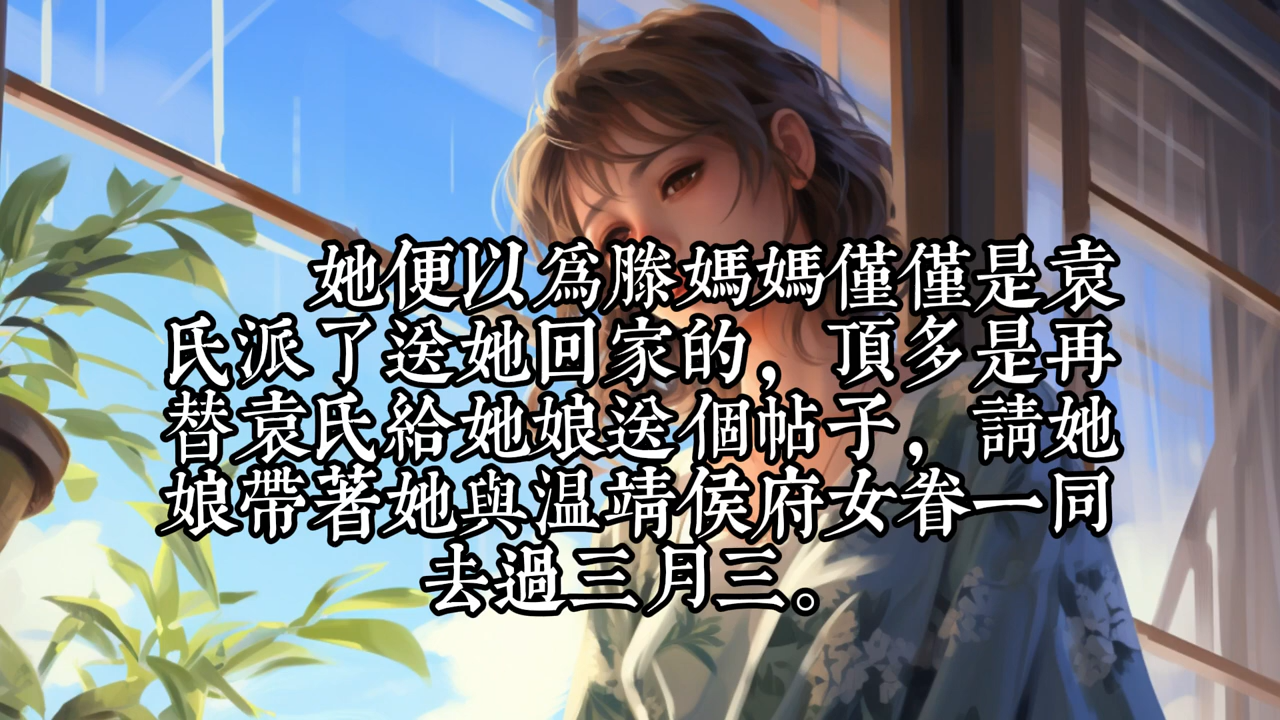 她便以爲滕媽媽僅僅是袁
氏派了送她回家的，頂多是再
替袁氏給她娘送個帖子，請她
娘帶著她與温靖侯府女眷一同
去過三月三。